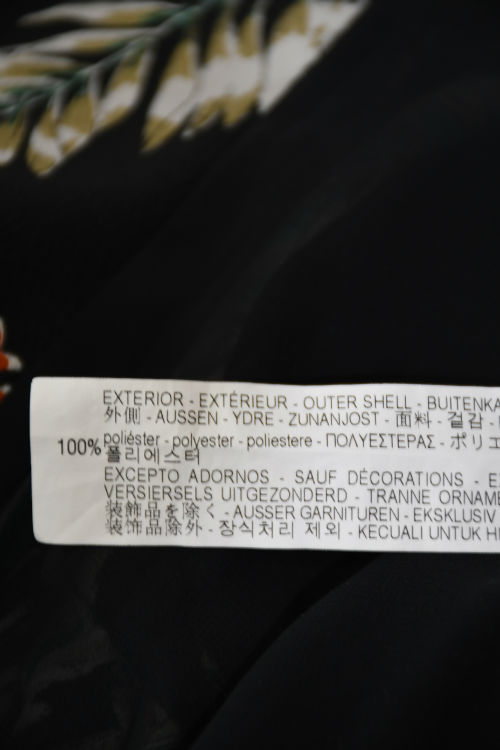 EXTERIOR - EXTÉRIEUR - OUTER SHELL - BUITENKA
外側 - AUSSEN - YDRE - ZUNANJOST - 面料 - 겉감 -
100% poliéster - polyester - poliestere - ΠΟΛΥΕΣΤΕΡΑΣ - ポリエ
폴리에스터
EXCEPTO ADORNOS - SAUF DÉCORATIONS - E
VERSIERSELS UITGEZONDERD - TRANNE ORNAME
装飾品を除く - AUSSER GARNITUREN - EKSKLUSIV
装饰品除外 - 장식처리 제외 - KECUALI UNTUK HI